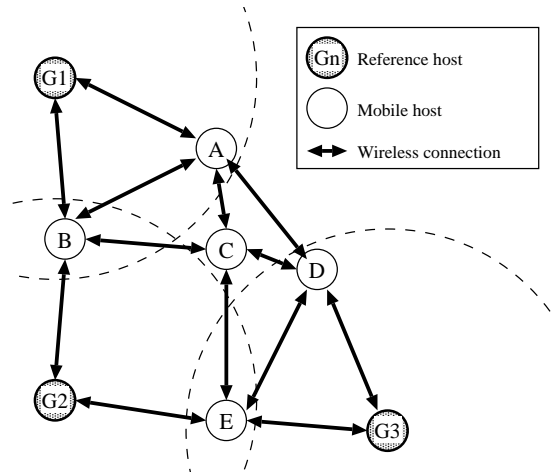 G1
Gn Reference host
Mobile host
Wireless connection
A
B
C
D
G2
E
G3